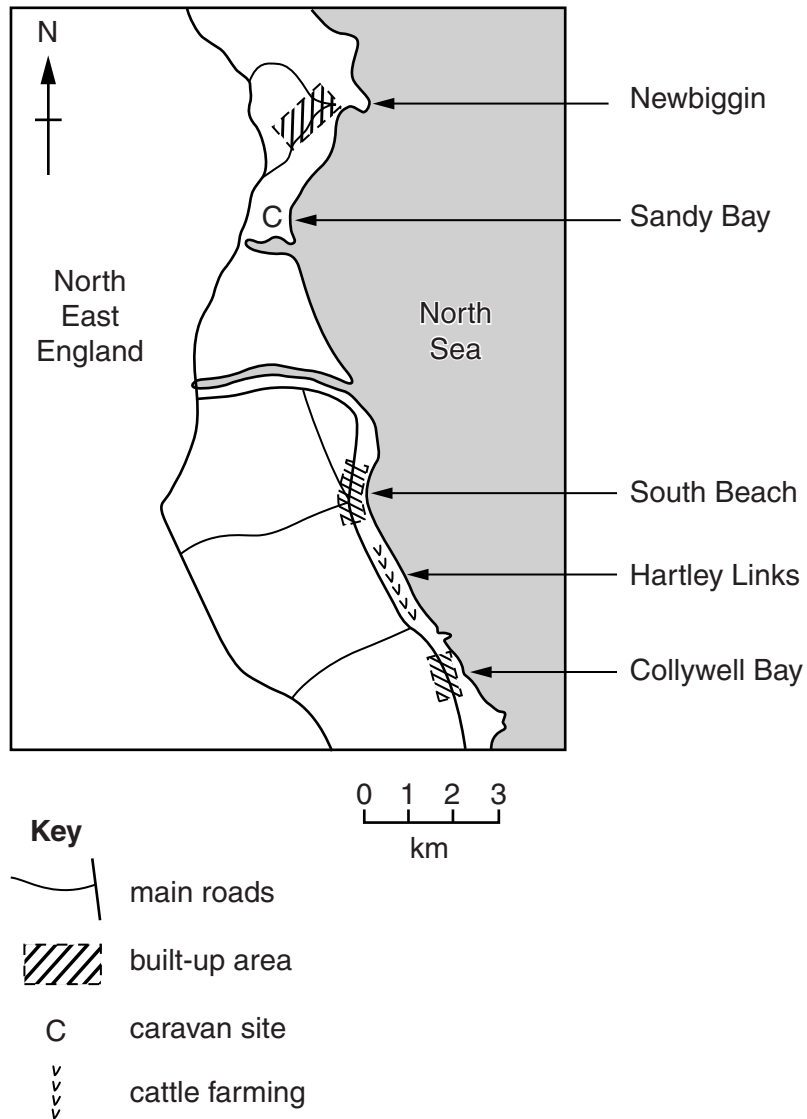 N
Newbiggin
C
Sandy Bay
North
East
England
North
Sea
South Beach
Hartley Links
Collywell Bay
0 1 2 3
km
Key
main roads
built-up area
C caravan site
cattle farming